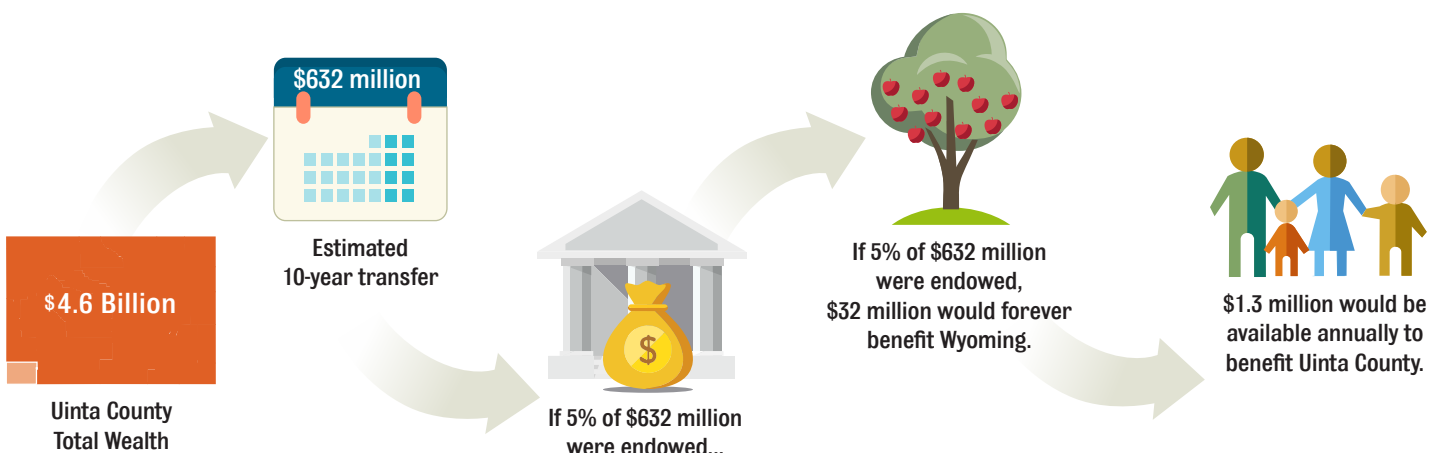 $4.6 Billion
Uinta County
Total Wealth
$632 million
Estimated
10-year transfer
$
If 5% of $632 million
were endowed...
If 5% of $632 million
were endowed,
$32 million would forever
benefit Wyoming.
$1.3 million would be
available annually to
benefit Uinta County.